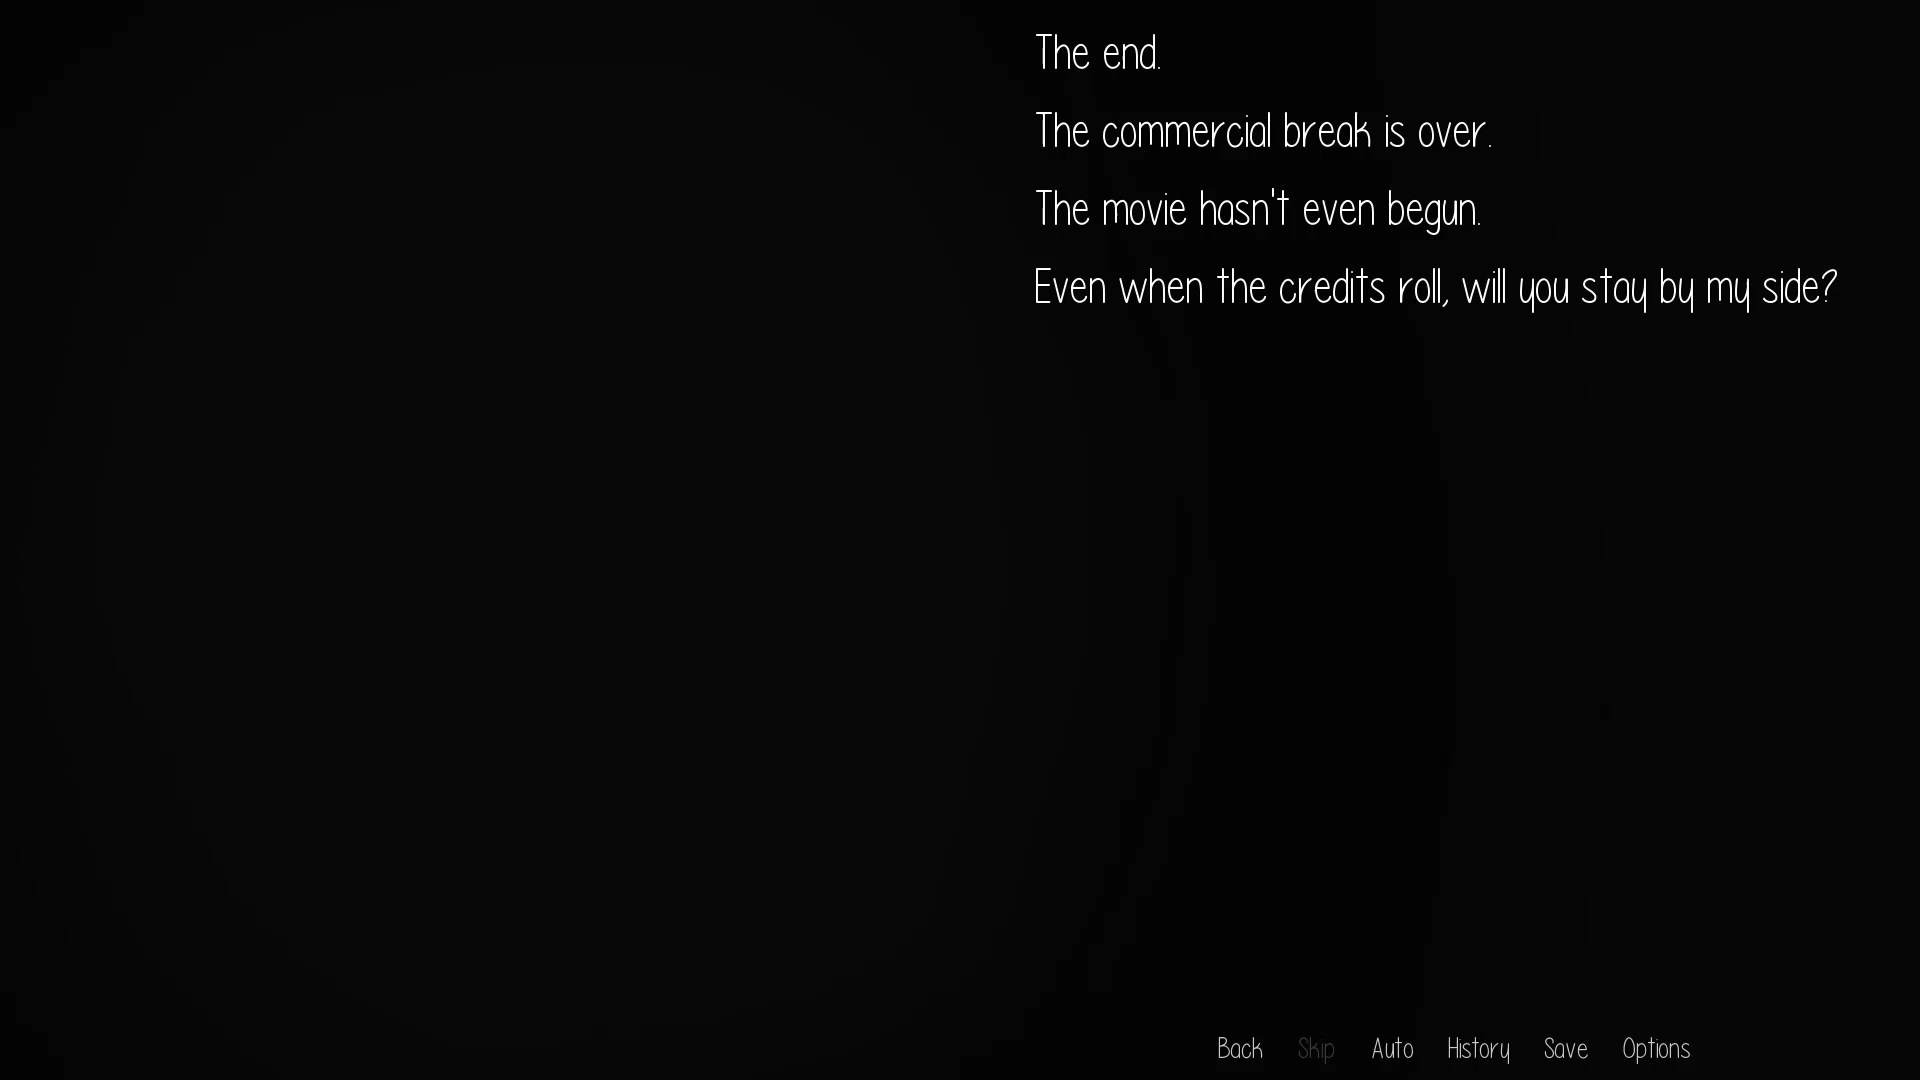 The end.
The commercial break is over.
The movie hasn't even begun.
Even when the credits roll, will you stay by my side?
Back Skip Auto History Save Options